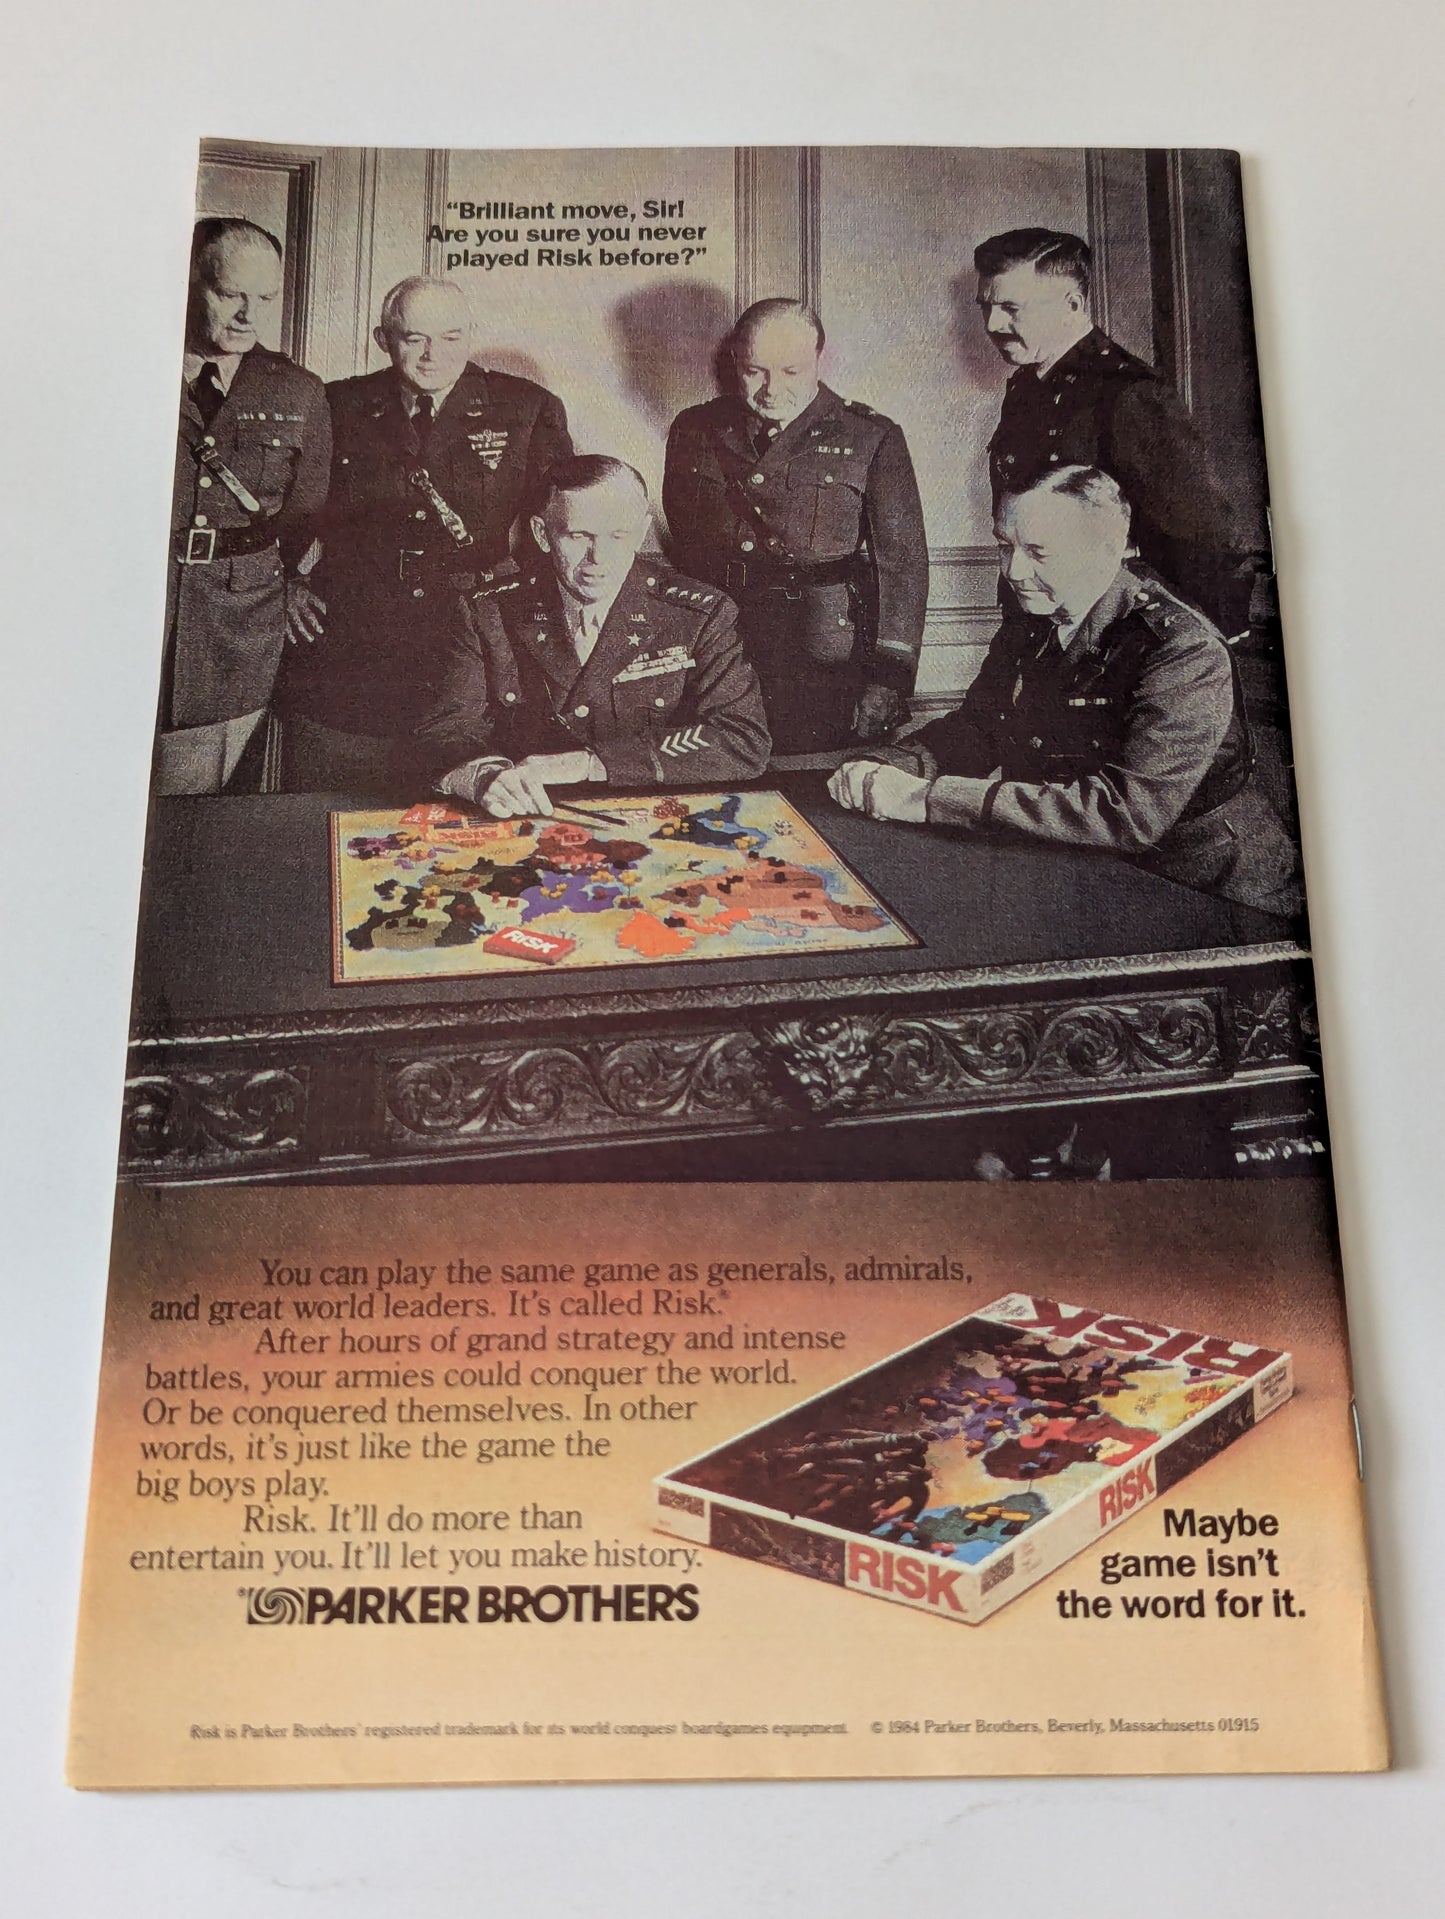 “Brilliant move, Sir!
Are you sure you never
played Risk before?”
RISK
You can play the same game as generals, admirals,
and great world leaders. It's called Risk.®
After hours of grand strategy and intense
battles, your armies could conquer the world.
Or be conquered themselves. In other
words, it's just like the game the
big boys play.
Risk. It'll do more than
entertain you. It'll let you make history.
PARKER BROTHERS
RISK
RISK
RISK
Maybe
game isn't
the word for it.
Risk is Parker Brothers' registered trademark for its world conquest boardgames equipment. © 1984 Parker Brothers, Beverly, Massachusetts 01915